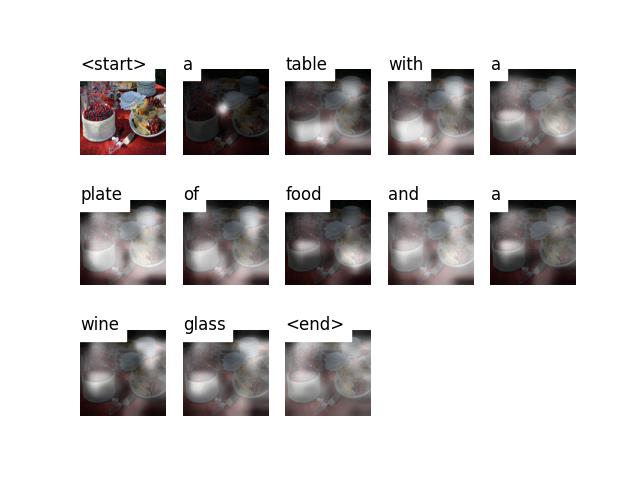 <start> a table with a
plate of food and a
wine glass <end>